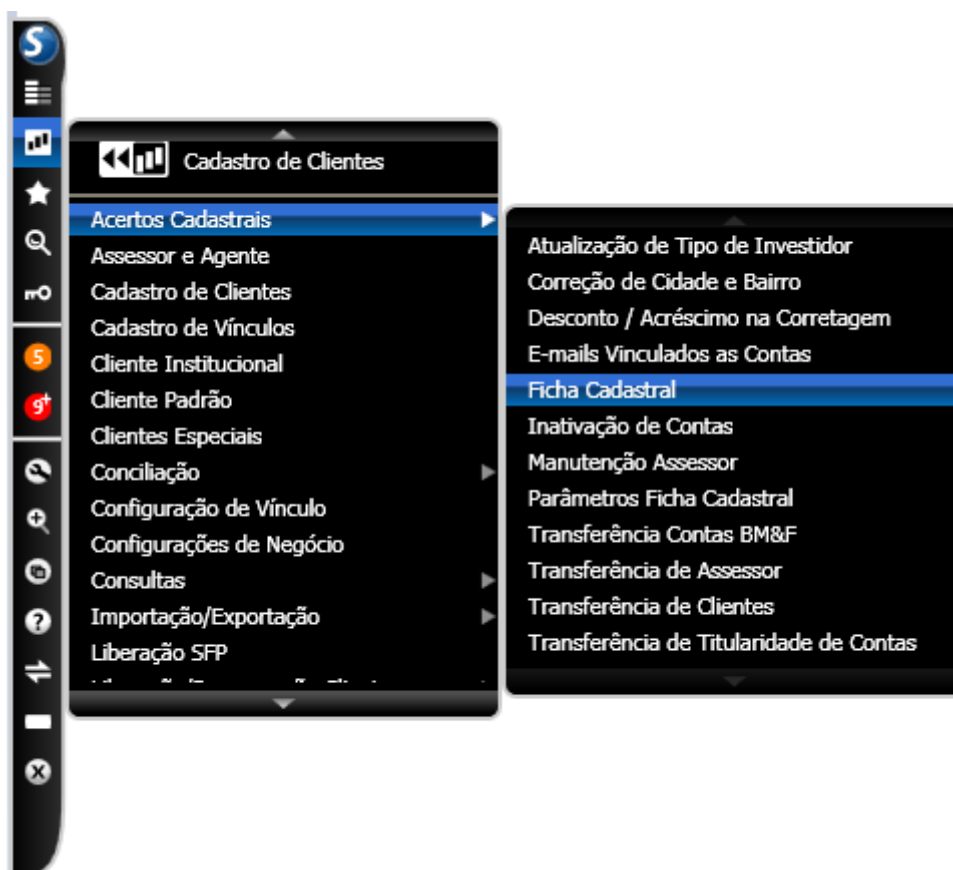 S
Cadastro de Clientes
Acertos Cadastrais
Assessor e Agente
Cadastro de Clientes
Cadastro de Vínculos
Cliente Institucional
Cliente Padrão
Clientes Especiais
Conciliação
Configuração de Vínculo
Configurações de Negócio
Consultas
Importação/Exportação
Liberação SFP
Atualização de Tipo de Investidor
Correção de Cidade e Bairro
Desconto / Acréscimo na Corretagem
E-mails Vinculados as Contas
Ficha Cadastral
Inativação de Contas
Manutenção Assessor
Parâmetros Ficha Cadastral
Transferência Contas BM&F
Transferência de Assessor
Transferência de Clientes
Transferência de Titularidade de Contas
5
9+
?